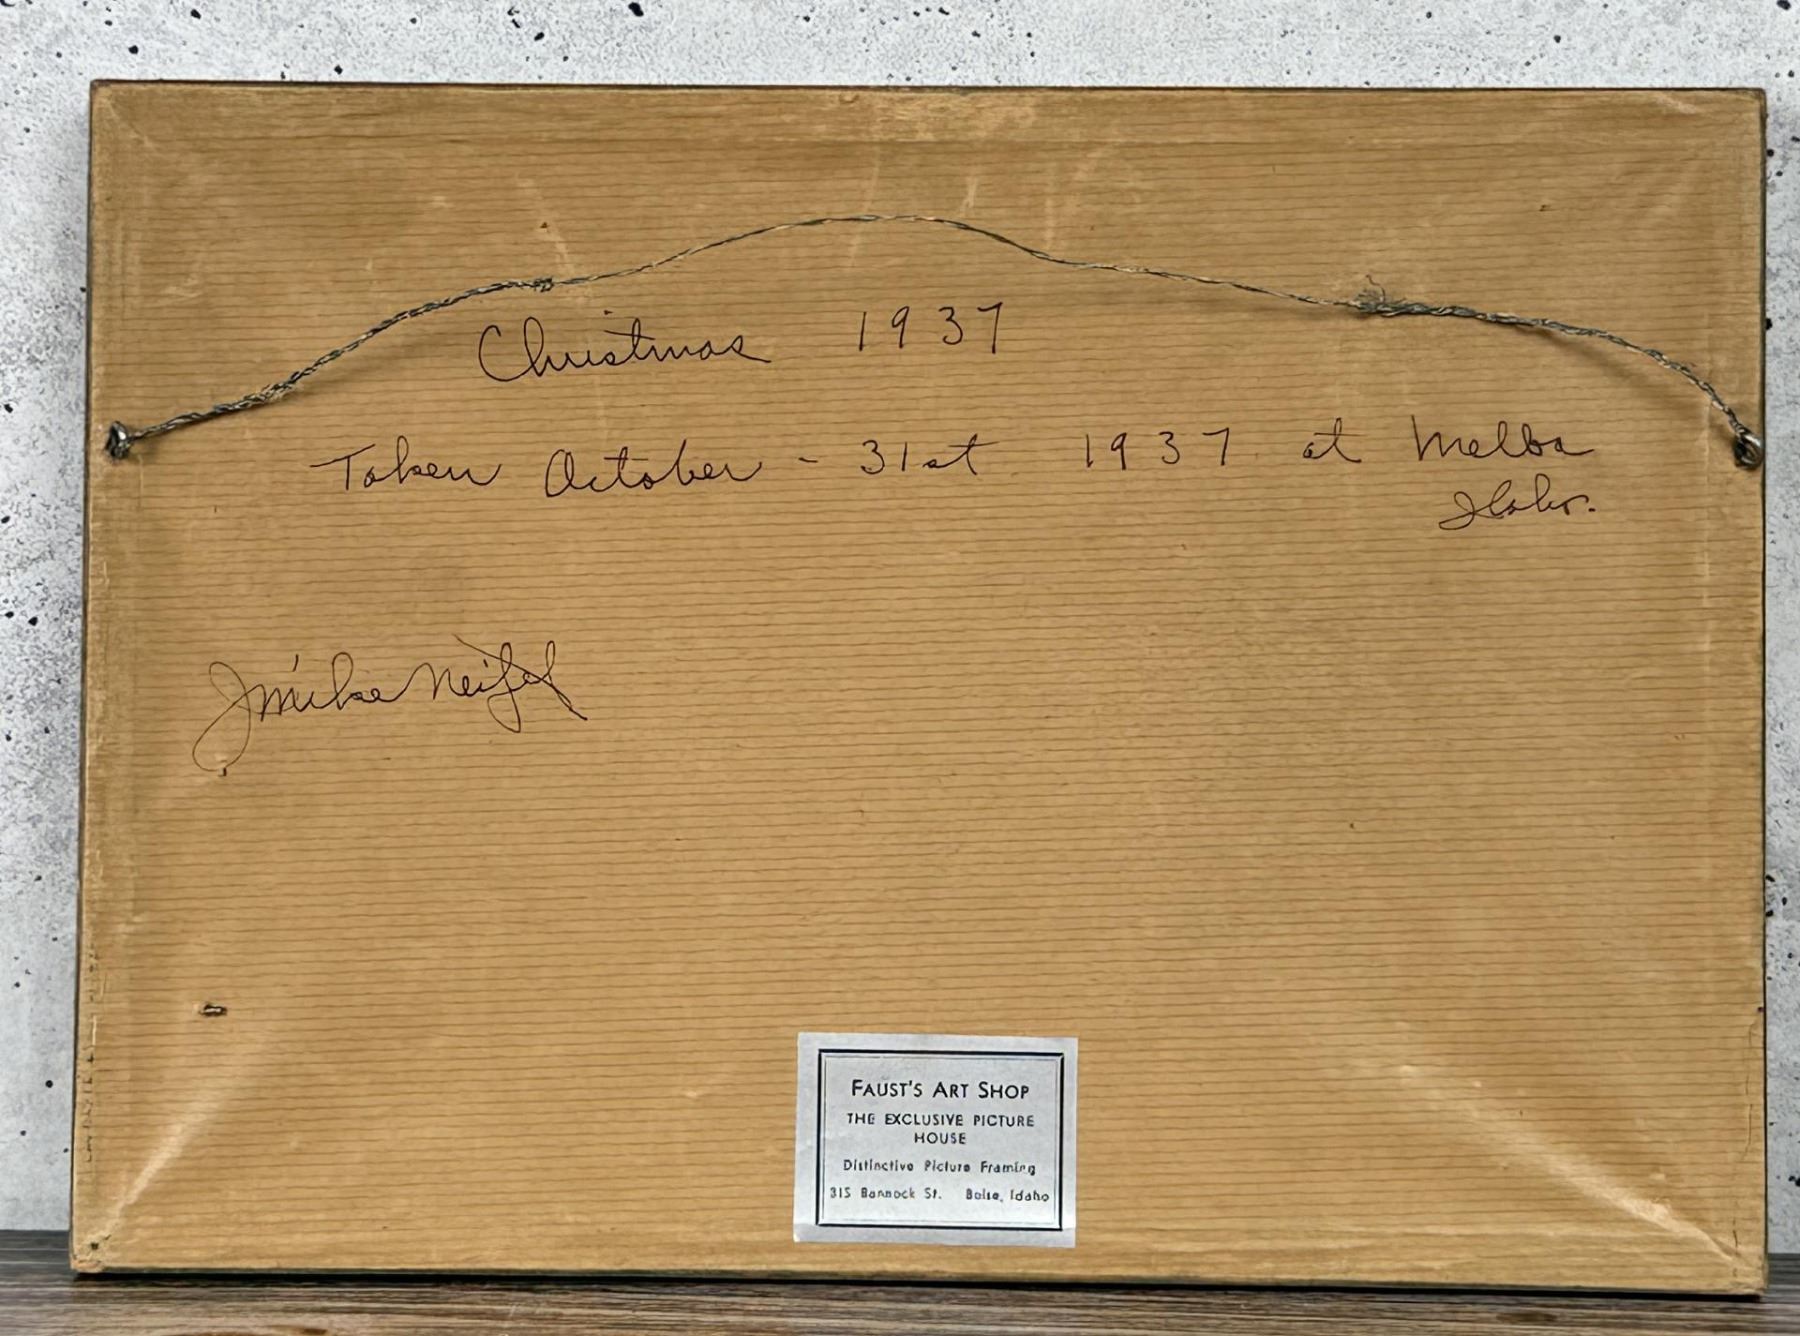 Christmas 1937
Taken October - 31st 1937 at Melba
Idaho.
FAUST'S ART SHOP
THE EXCLUSIVE PICTURE
HOUSE
Distinctive Picture Framing
315 Bannock St. Boise, Idaho